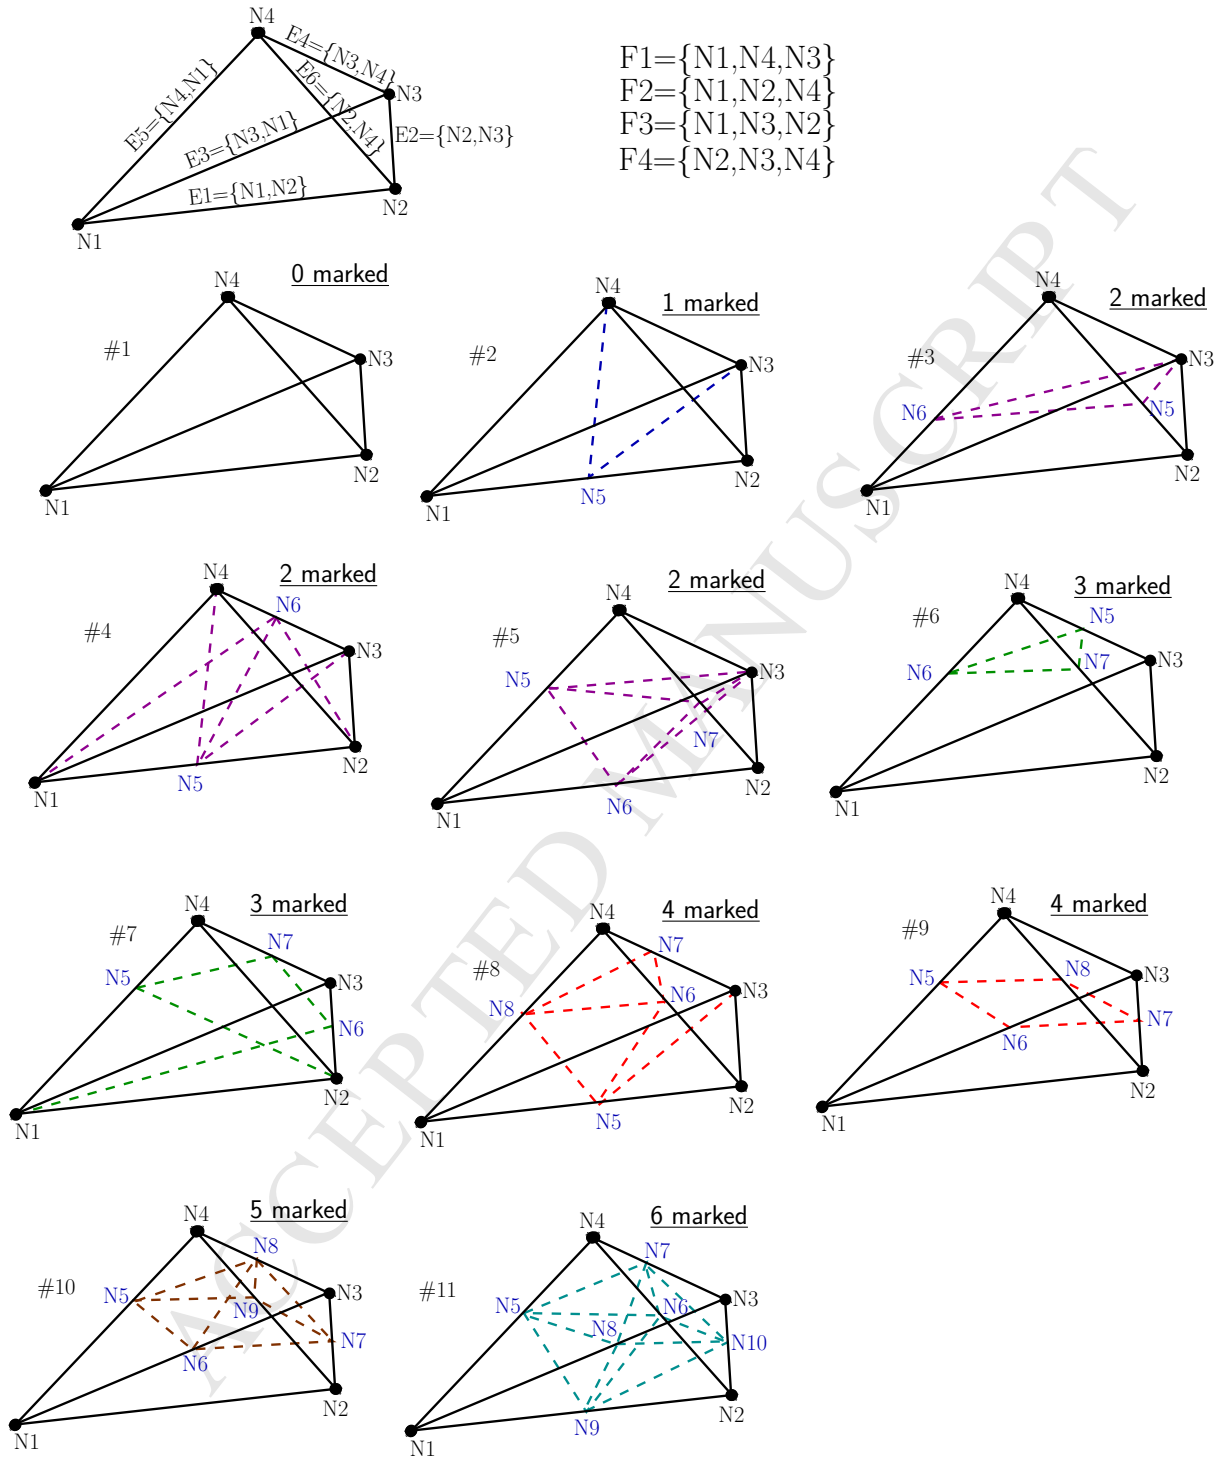 N4
E4={N3,N4}
E5={N4,N1}
E6={N2,N4}
N3
E3={N3,N1}
E2={N2,N3}
E1={N1,N2}
N2
N1
F1={N1,N4,N3}
F2={N1,N2,N4}
F3={N1,N3,N2}
F4={N2,N3,N4}
0 marked
N4
#1
N3
N2
N1
1 marked
N4
#2
N3
N2
N5
N1
2 marked
N4
#3
N3
N6
N5
N2
N1
2 marked
N4
N6
#4
N3
N2
N5
N1
2 marked
N4
#5
N3
N5
N7
N2
N6
N1
3 marked
N4
N5
#6
N3
N6
N7
N2
N1
3 marked
N4
#7
N7
N5
N3
N6
N2
N1
4 marked
N4
N7
#8
N3
N6
N8
N2
N5
N1
4 marked
N4
#9
N8
N3
N5
N7
N6
N2
N1
5 marked
N4
N8
#10
N3
N5
N9
N7
N6
N2
N1
6 marked
N4
N7
#11
N3
N5
N6
N8
N10
N2
N9
N1
ACCEPTED MANUSCRIPT